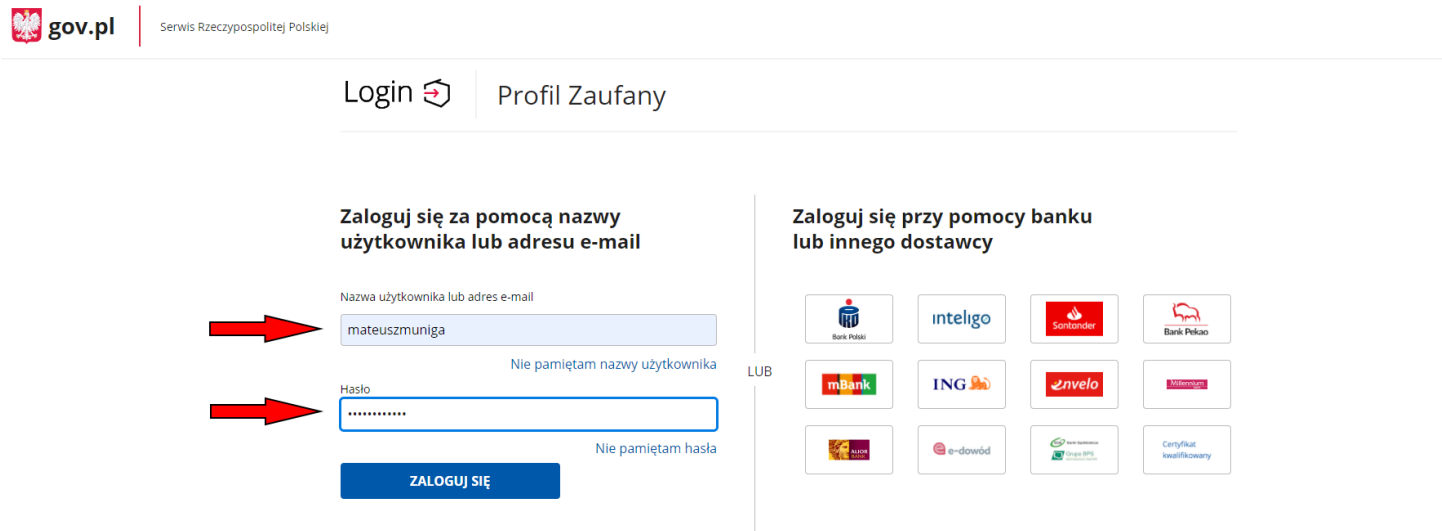 gov.pl
Serwis Rzeczypospolitej Polskiej
Login
Profil Zaufany
Zaloguj się za pomocą nazwy
użytkownika lub adresu e-mail
Nazwa użytkownika lub adres e-mail
mateuszmuniga
Nie pamiętam nazwy użytkownika
Hasło
••••••••••••
Nie pamiętam hasła
ZALOGUJ SIĘ
LUB
Zaloguj się przy pomocy banku
lub innego dostawcy
Bank Polski
inteligo
Santander
Bank Pekao
mBank
ING
envelo
Millennium
ALIOR
BANK
e-dowód
Grupa BPS
Certyfikat
kwalifikowany